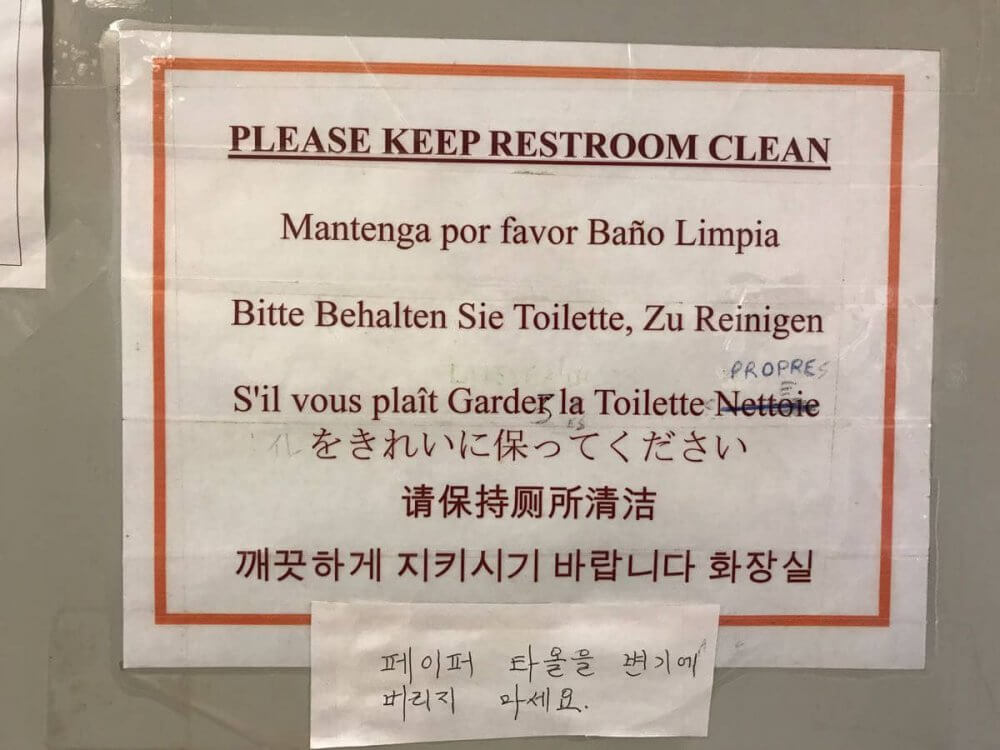 PLEASE KEEP RESTROOM CLEAN
Mantenga por favor Baño Limpia
Bitte Behalten Sie Toilette, Zu Reinigen
PROPRES
S'il vous plaît Garder la Toilette Nettoie
ES
をきれいに保ってください
请保持厕所清洁
깨끗하게 지키시기 바랍니다 화장실
페이퍼 타올을 변기에
버리지 마세요.